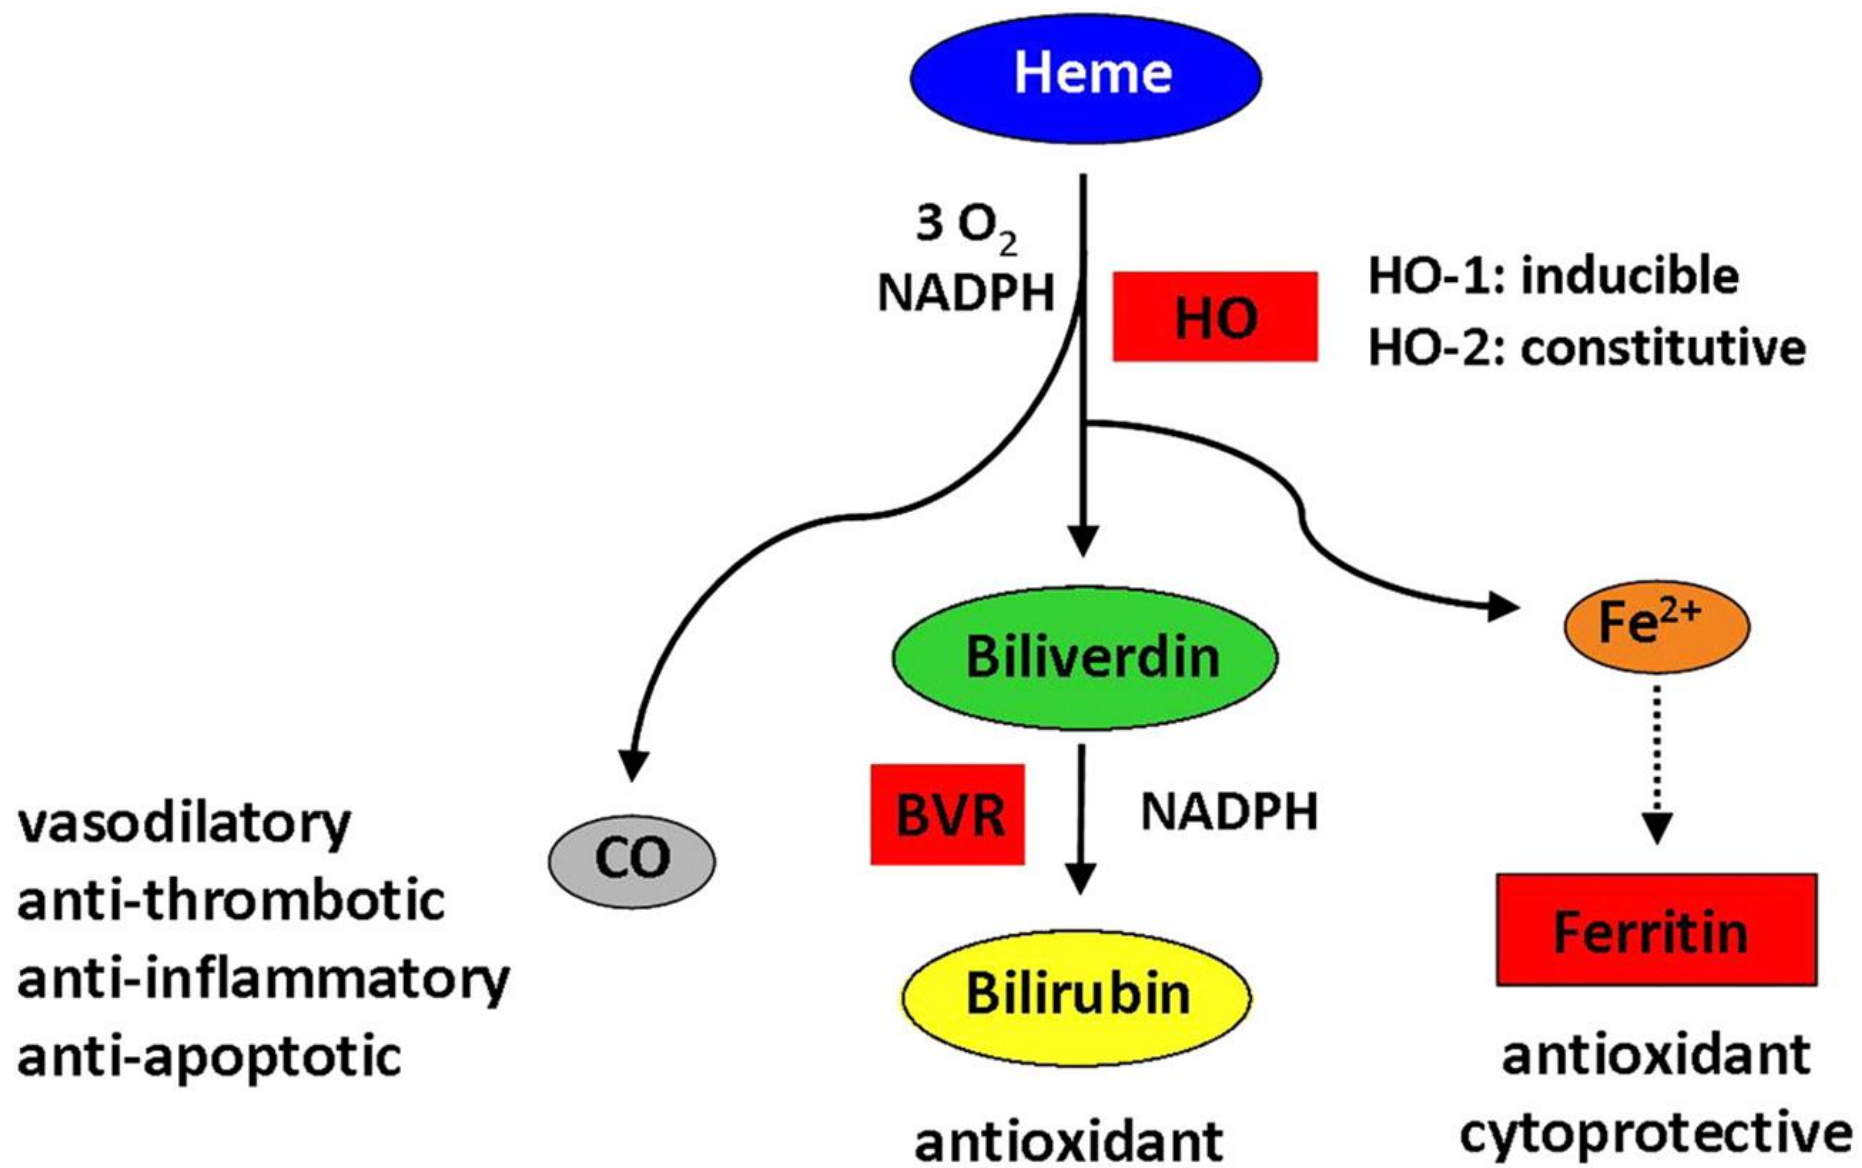 Heme
3 O₂
NADPH
HO
HO-1: inducible
HO-2: constitutive
Biliverdin
Fe²⁺
BVR
NADPH
vasodilatory
anti-thrombotic
anti-inflammatory
anti-apoptotic
CO
Bilirubin
antioxidant
Ferritin
antioxidant
cytoprotective